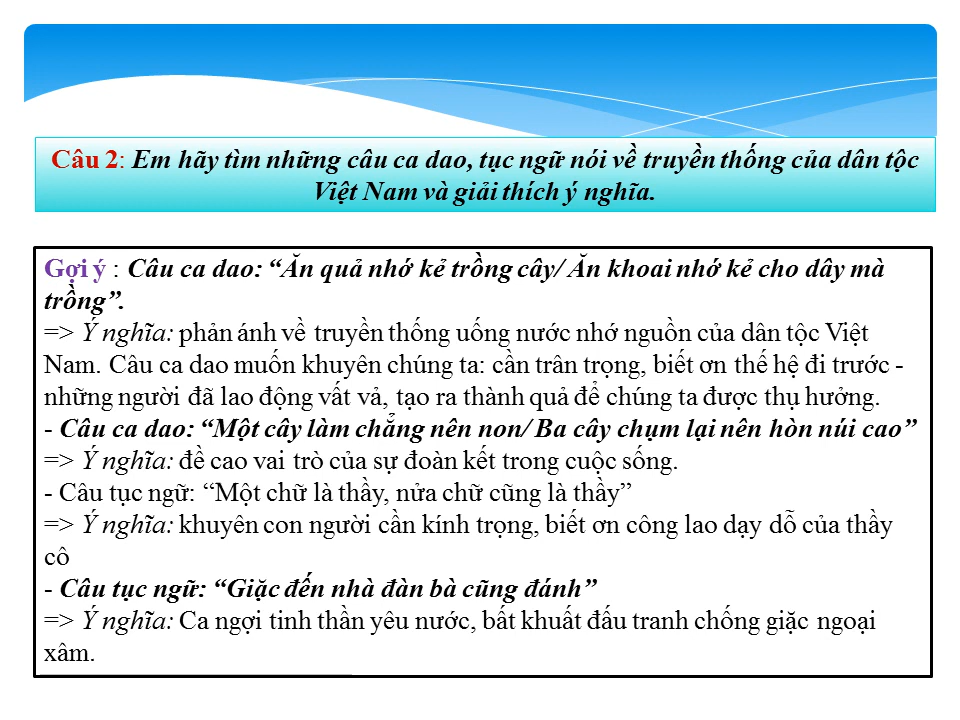 Câu 2: Em hãy tìm những câu ca dao, tục ngữ nói về truyền thống của dân tộc
Việt Nam và giải thích ý nghĩa.
Gợi ý : Câu ca dao: “Ăn quả nhớ kẻ trồng cây/ Ăn khoai nhớ kẻ cho dây mà
trồng”.
=> Ý nghĩa: phản ánh về truyền thống uống nước nhớ nguồn của dân tộc Việt
Nam. Câu ca dao muốn khuyên chúng ta: cần trân trọng, biết ơn thế hệ đi trước -
những người đã lao động vất vả, tạo ra thành quả để chúng ta được thụ hưởng.
- Câu ca dao: “Một cây làm chẳng nên non/ Ba cây chụm lại nên hòn núi cao”
=> Ý nghĩa: đề cao vai trò của sự đoàn kết trong cuộc sống.
- Câu tục ngữ: “Một chữ là thầy, nửa chữ cũng là thầy”
=> Ý nghĩa: khuyên con người cần kính trọng, biết ơn công lao dạy dỗ của thầy
cô
- Câu tục ngữ: “Giặc đến nhà đàn bà cũng đánh”
=> Ý nghĩa: Ca ngợi tinh thần yêu nước, bất khuất đấu tranh chống giặc ngoại
xâm.